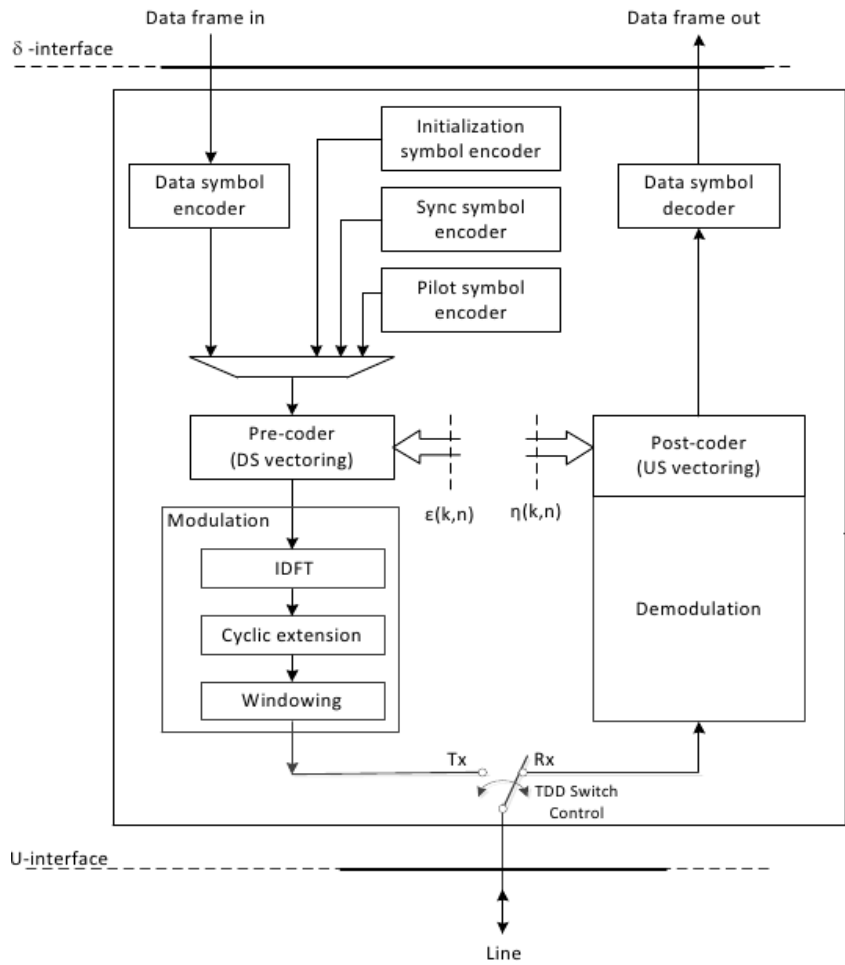 Data frame in
Data frame out
δ -interface
Initialization
symbol encoder
Data symbol
encoder
Sync symbol
encoder
Data symbol
decoder
Pilot symbol
encoder
Pre-coder
(DS vectoring)
Post-coder
(US vectoring)
ε(k,n)
η(k,n)
Modulation
IDFT
Cyclic extension
Windowing
Demodulation
Tx
Rx
TDD Switch
Control
U-interface
Line